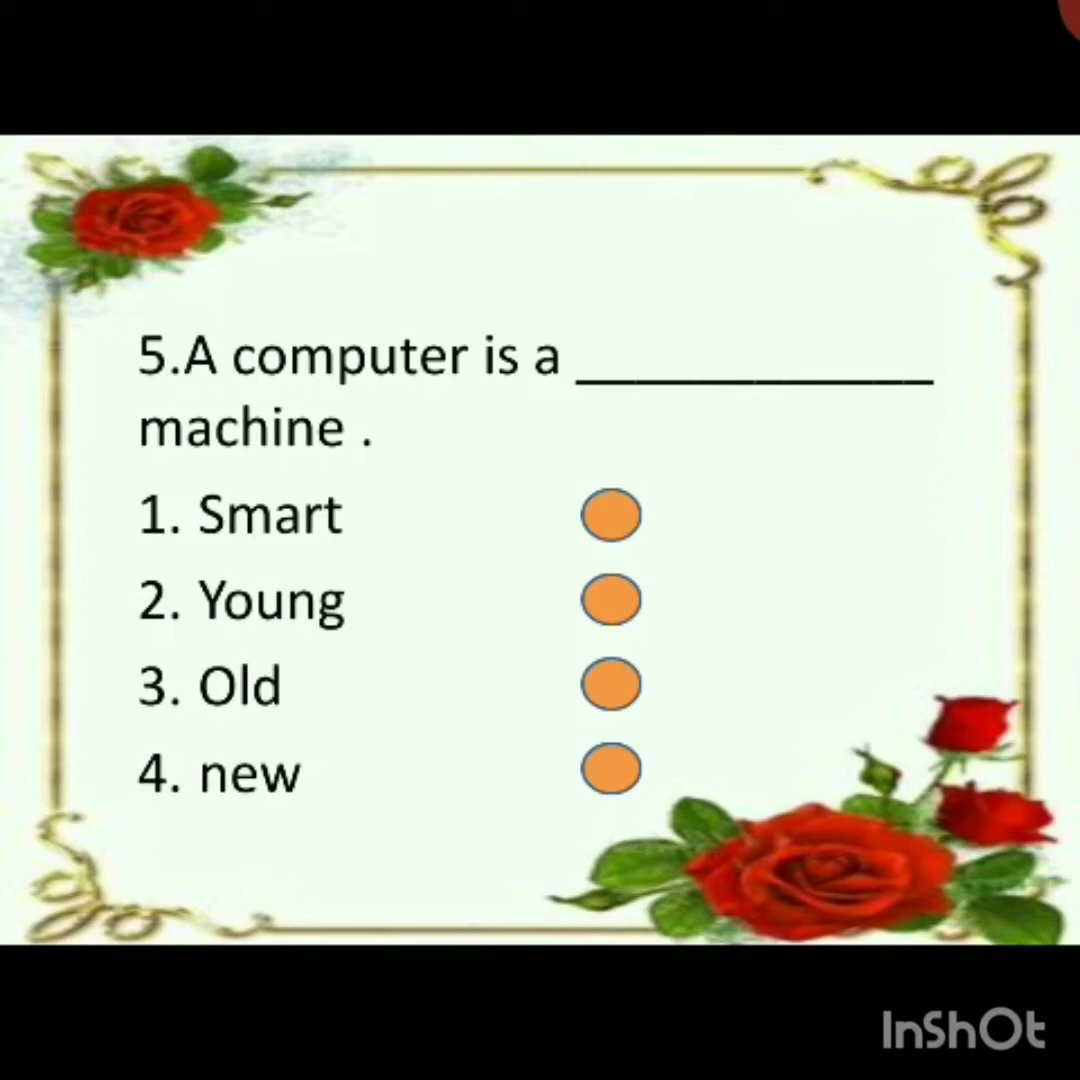 5.A computer is a ____________
machine .
1. Smart
2. Young
3. Old
4. new
InShOt